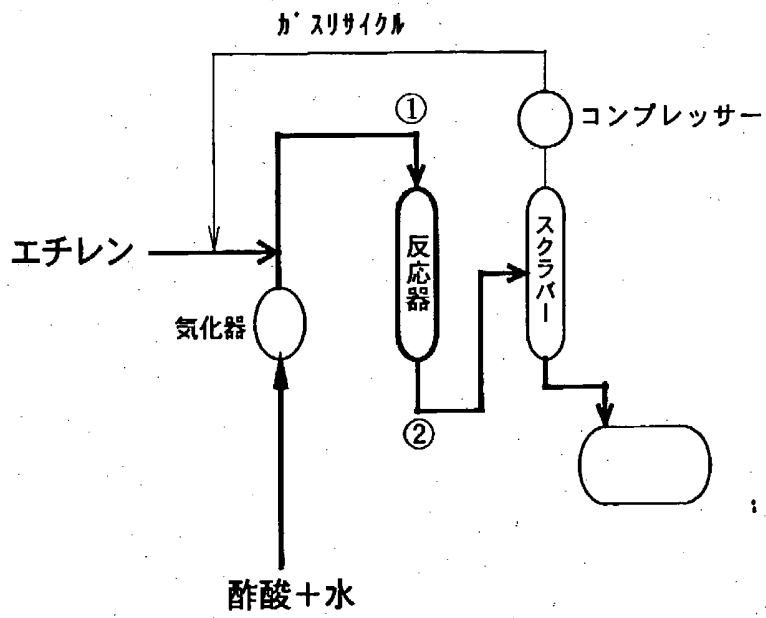 ガスリサイクル
①
コンプレッサー
エチレン
反応器
スクラバー
気化器
②
酢酸＋水